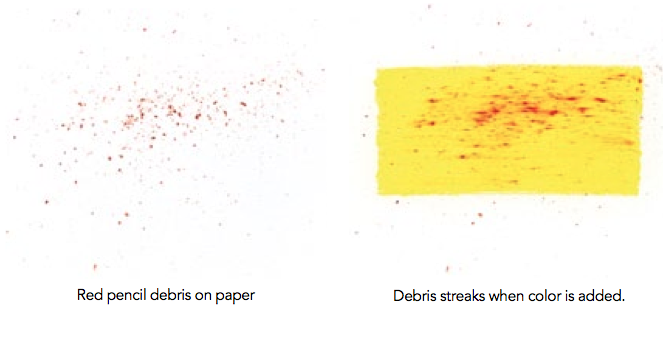 Red pencil debris on paper
Debris streaks when color is added.